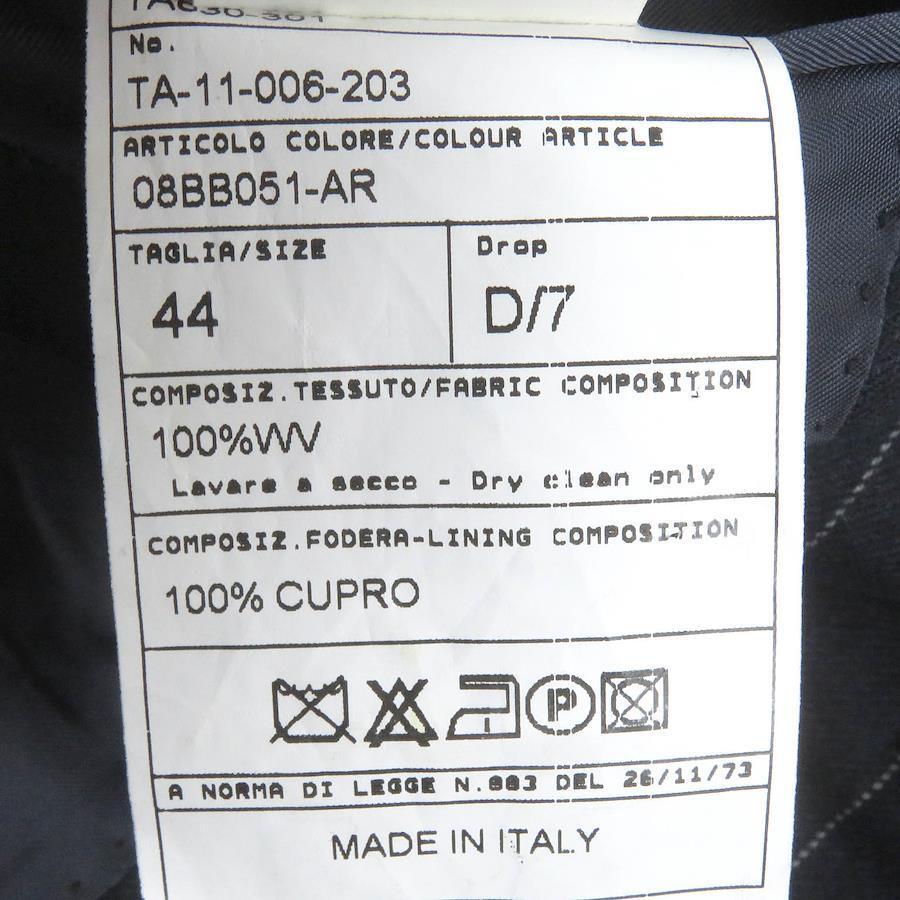 No.
TA-11-006-203
ARTICOLO COLORE/COLOUR ARTICLE
08BB051-AR
TAGLIA/SIZE Drop
44 D/7
COMPOSIZ.TESSUTO/FABRIC COMPOSITION
100%WV
Lavare a secco - Dry clean only
COMPOSIZ.FODERA-LINING COMPOSITION
100% CUPRO
P
A NORMA DI LEGGE N.883 DEL 26/11/73
MADE IN ITALY